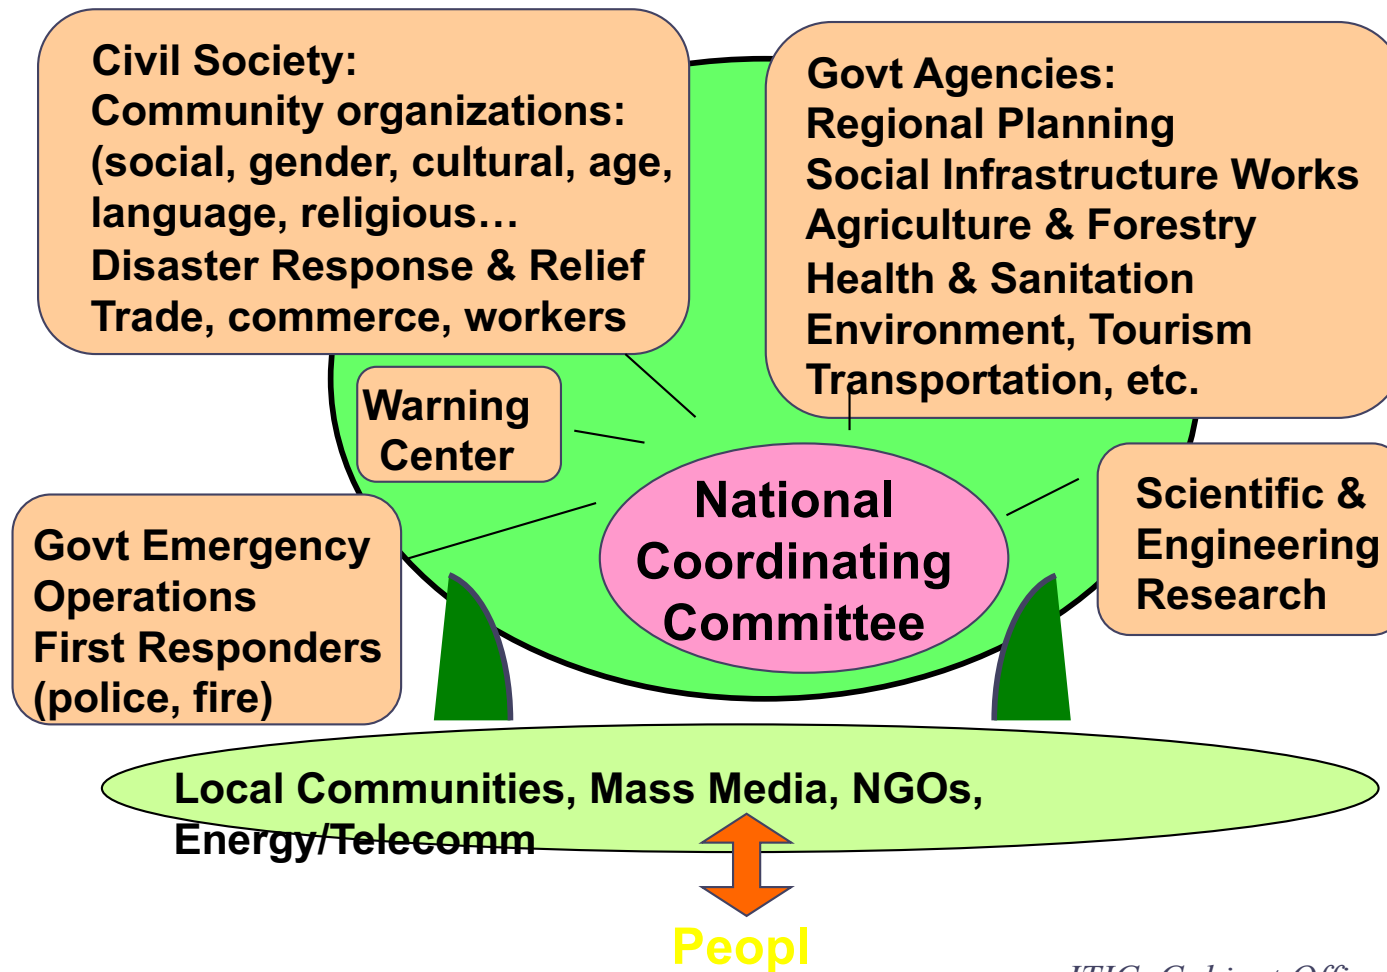 Civil Society:
Community organizations:
(social, gender, cultural, age,
language, religious…
Disaster Response & Relief
Trade, commerce, workers
Govt Agencies:
Regional Planning
Social Infrastructure Works
Agriculture & Forestry
Health & Sanitation
Environment, Tourism
Transportation, etc.
Warning
Center
National
Coordinating
Committee
Scientific &
Engineering
Research
Govt Emergency
Operations
First Responders
(police, fire)
Local Communities, Mass Media, NGOs,
Energy/Telecomm
Peopl
Cabinet